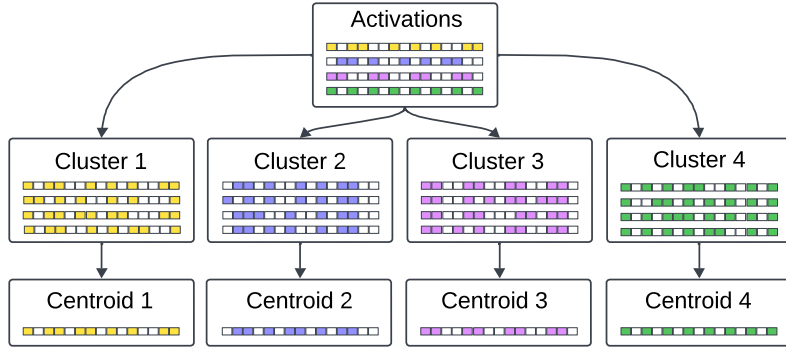 Activations
Cluster 1
Cluster 2
Cluster 3
Cluster 4
Centroid 1
Centroid 2
Centroid 3
Centroid 4